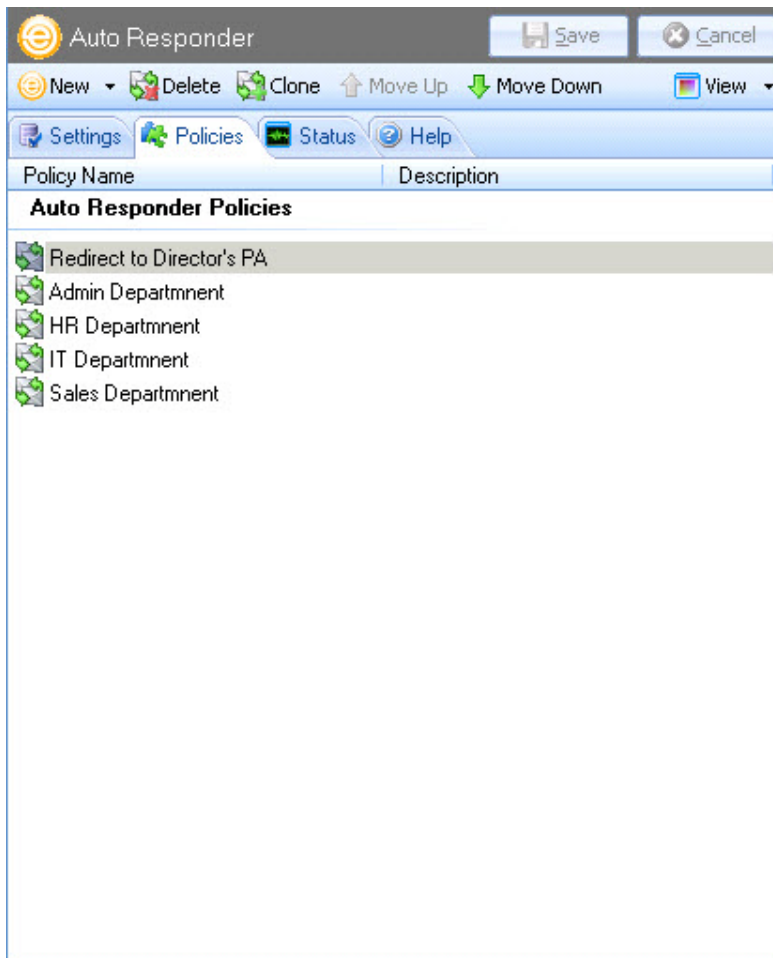 Auto Responder Save Cancel
New Delete Clone Move Up Move Down View
Settings Policies Status Help
Policy Name Description
Auto Responder Policies
Redirect to Director's PA
Admin Departmnent
HR Departmnent
IT Departmnent
Sales Departmnent